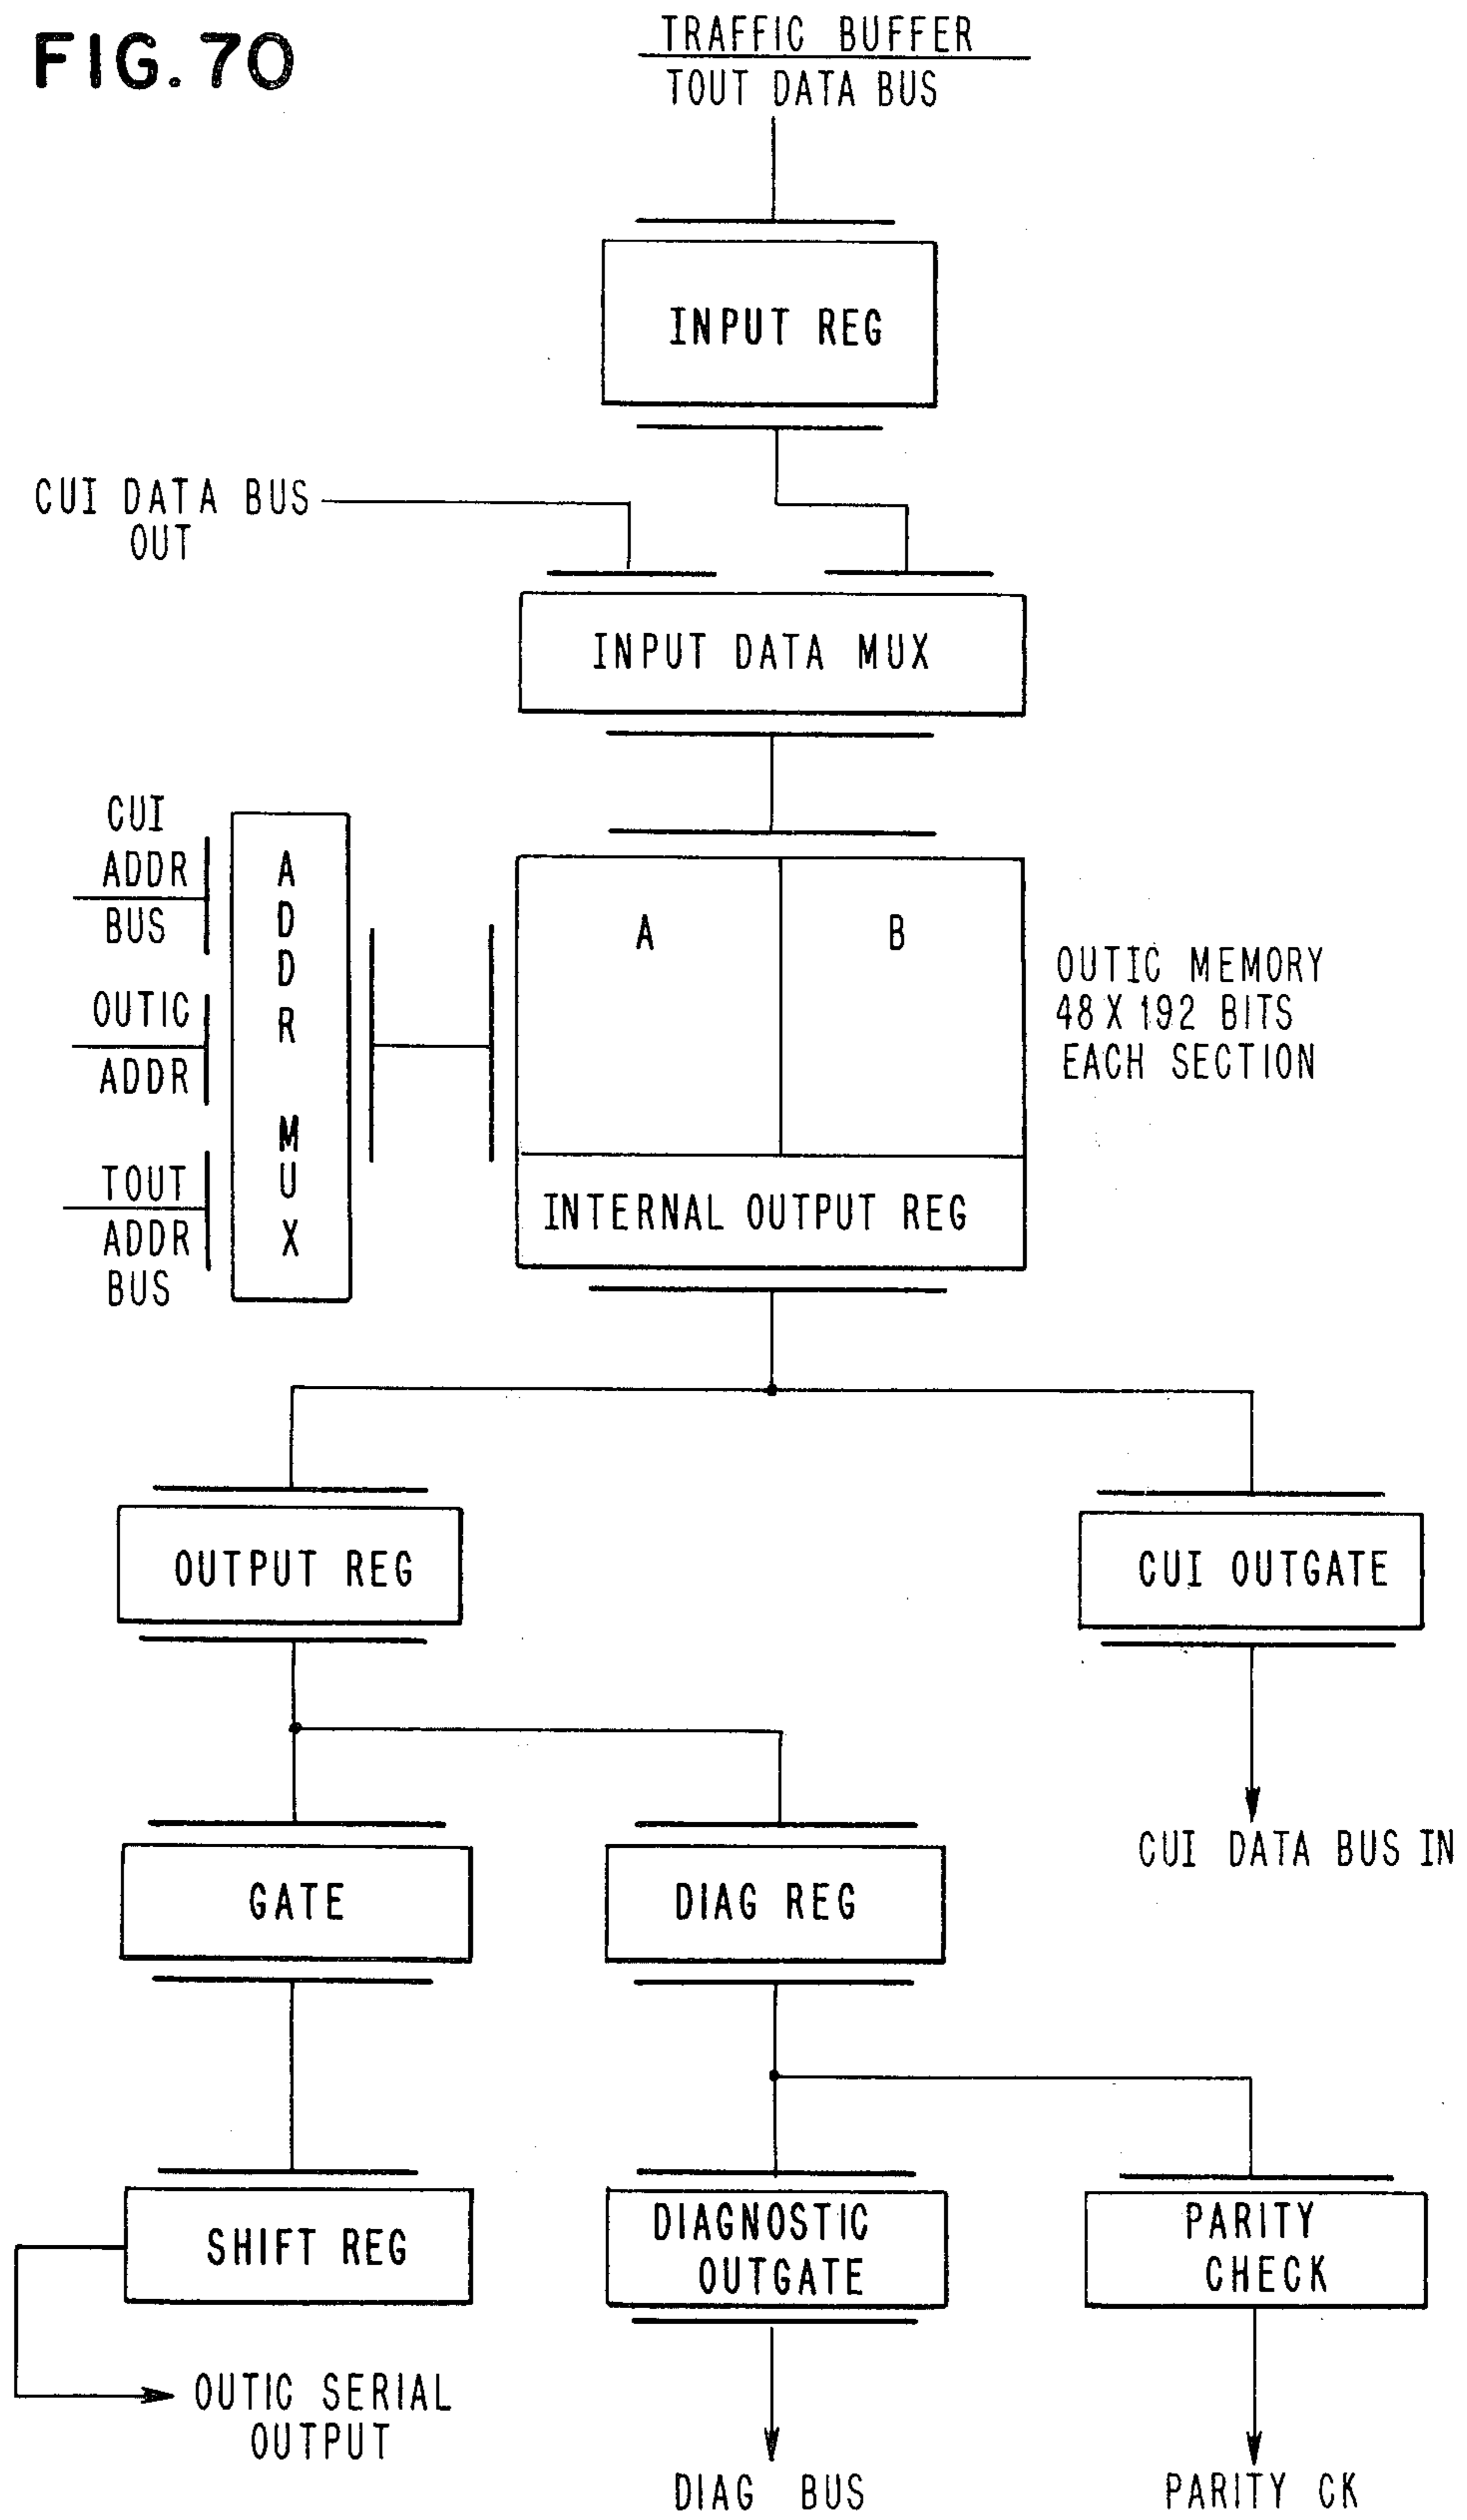 FIG. 70
TRAFFIC BUFFER
TOUT DATA BUS
INPUT REG
CUI DATA BUS
OUT
INPUT DATA MUX
CUI
ADDR
BUS
OUTIC
ADDR
TOUT
ADDR
BUS
ADDR MUX
A
B
OUTIC MEMORY
48 X 192 BITS
EACH SECTION
INTERNAL OUTPUT REG
OUTPUT REG
CUI OUTGATE
CUI DATA BUS IN
GATE
DIAG REG
SHIFT REG
DIAGNOSTIC
OUTGATE
PARITY
CHECK
OUTIC SERIAL
OUTPUT
DIAG BUS
PARITY CK